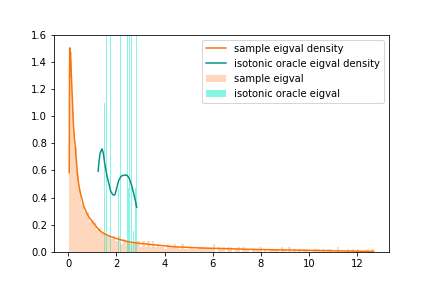 1.6
1.4
1.2
1.0
0.8
0.6
0.4
0.2
0.0
sample eigval density
isotonic oracle eigval density
sample eigval
isotonic oracle eigval
0 2 4 6 8 10 12